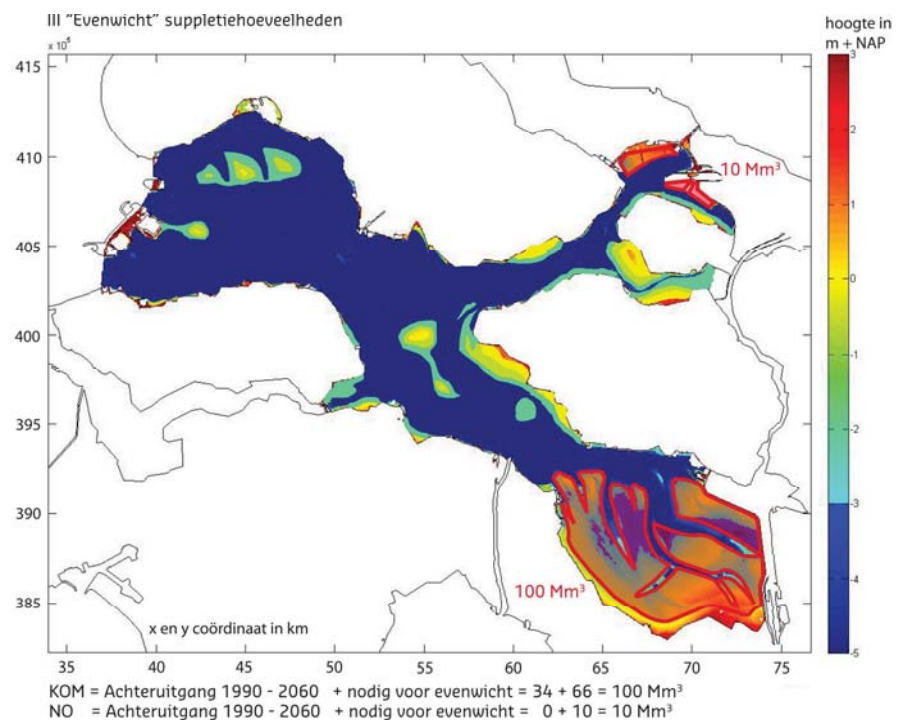 III "Evenwicht" suppletiehoeveelheden
hoogte in
m + NAP
x 10⁶
415
410
405
400
395
390
385
35 40 45 50 55 60 65 70 75
3
2
1
0
-1
-2
-3
-4
-5
10 Mm³
100 Mm³
x en y coördinaat in km
KOM = Achteruitgang 1990 - 2060 + nodig voor evenwicht = 34 + 66 = 100 Mm³
NO = Achteruitgang 1990 - 2060 + nodig voor evenwicht = 0 + 10 = 10 Mm³